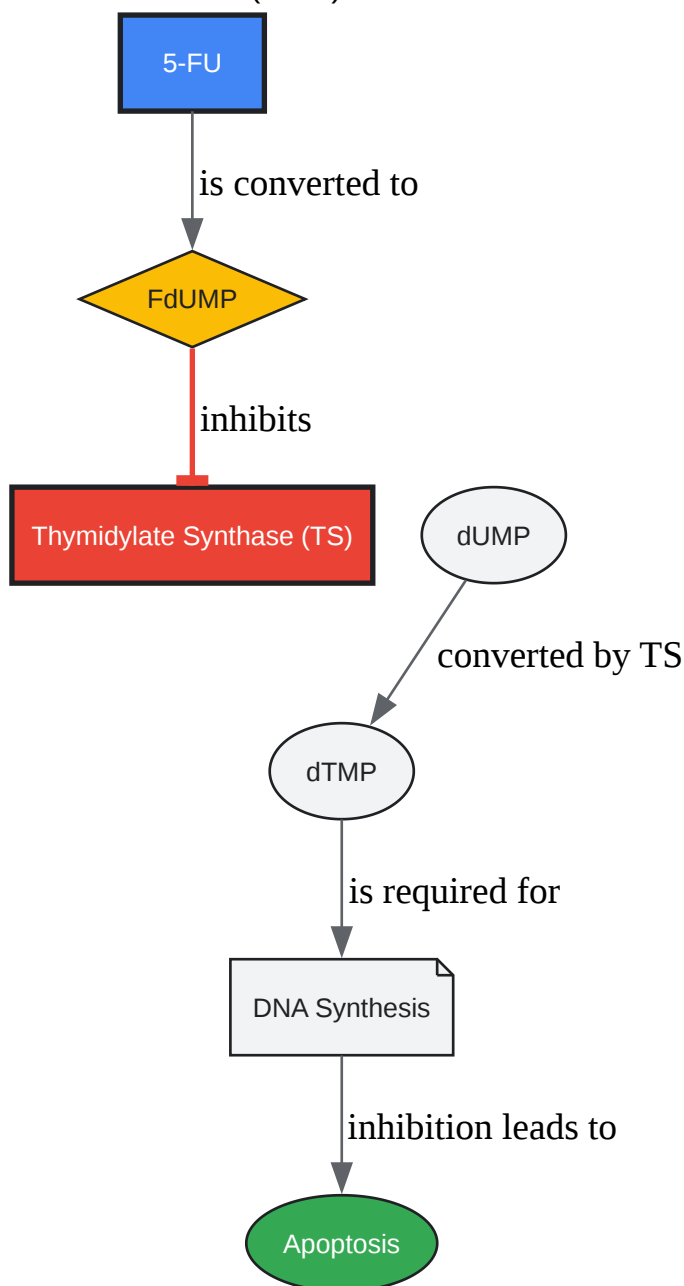 5-FU
is converted to
FdUMP
inhibits
Thymidylate Synthase (TS)
dUMP
converted by TS
dTMP
is required for
DNA Synthesis
inhibition leads to
Apoptosis